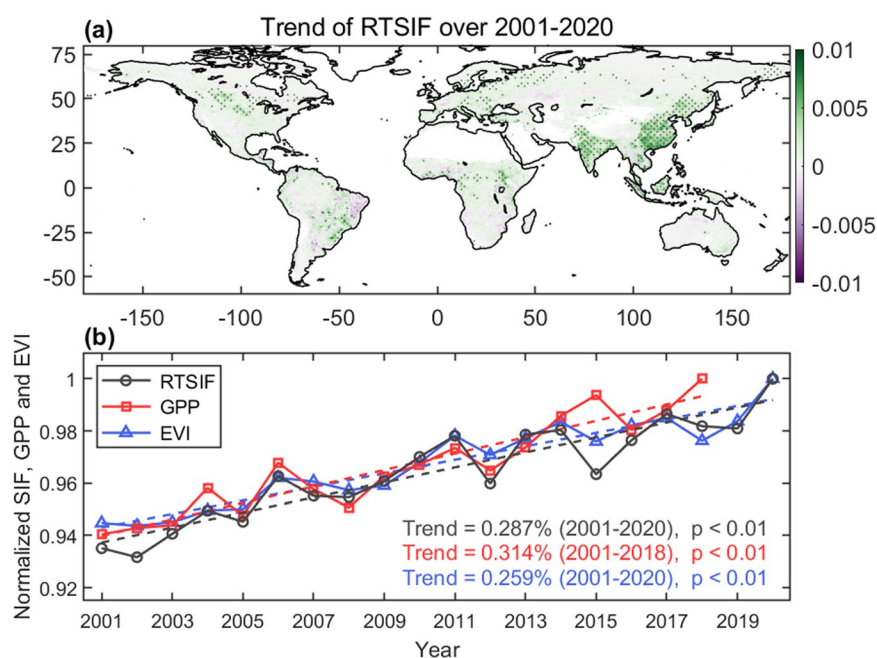 (a)
Trend of RTSIF over 2001-2020
75
50
25
0
-25
-50
-150 -100 -50 0 50 100 150
0.01
0.005
0
-0.005
-0.01
(b)
Normalized SIF, GPP and EVI
1
0.98
0.96
0.94
0.92
RTSIF
GPP
EVI
Trend = 0.287% (2001-2020), p < 0.01
Trend = 0.314% (2001-2018), p < 0.01
Trend = 0.259% (2001-2020), p < 0.01
2001 2003 2005 2007 2009 2011 2013 2015 2017 2019
Year